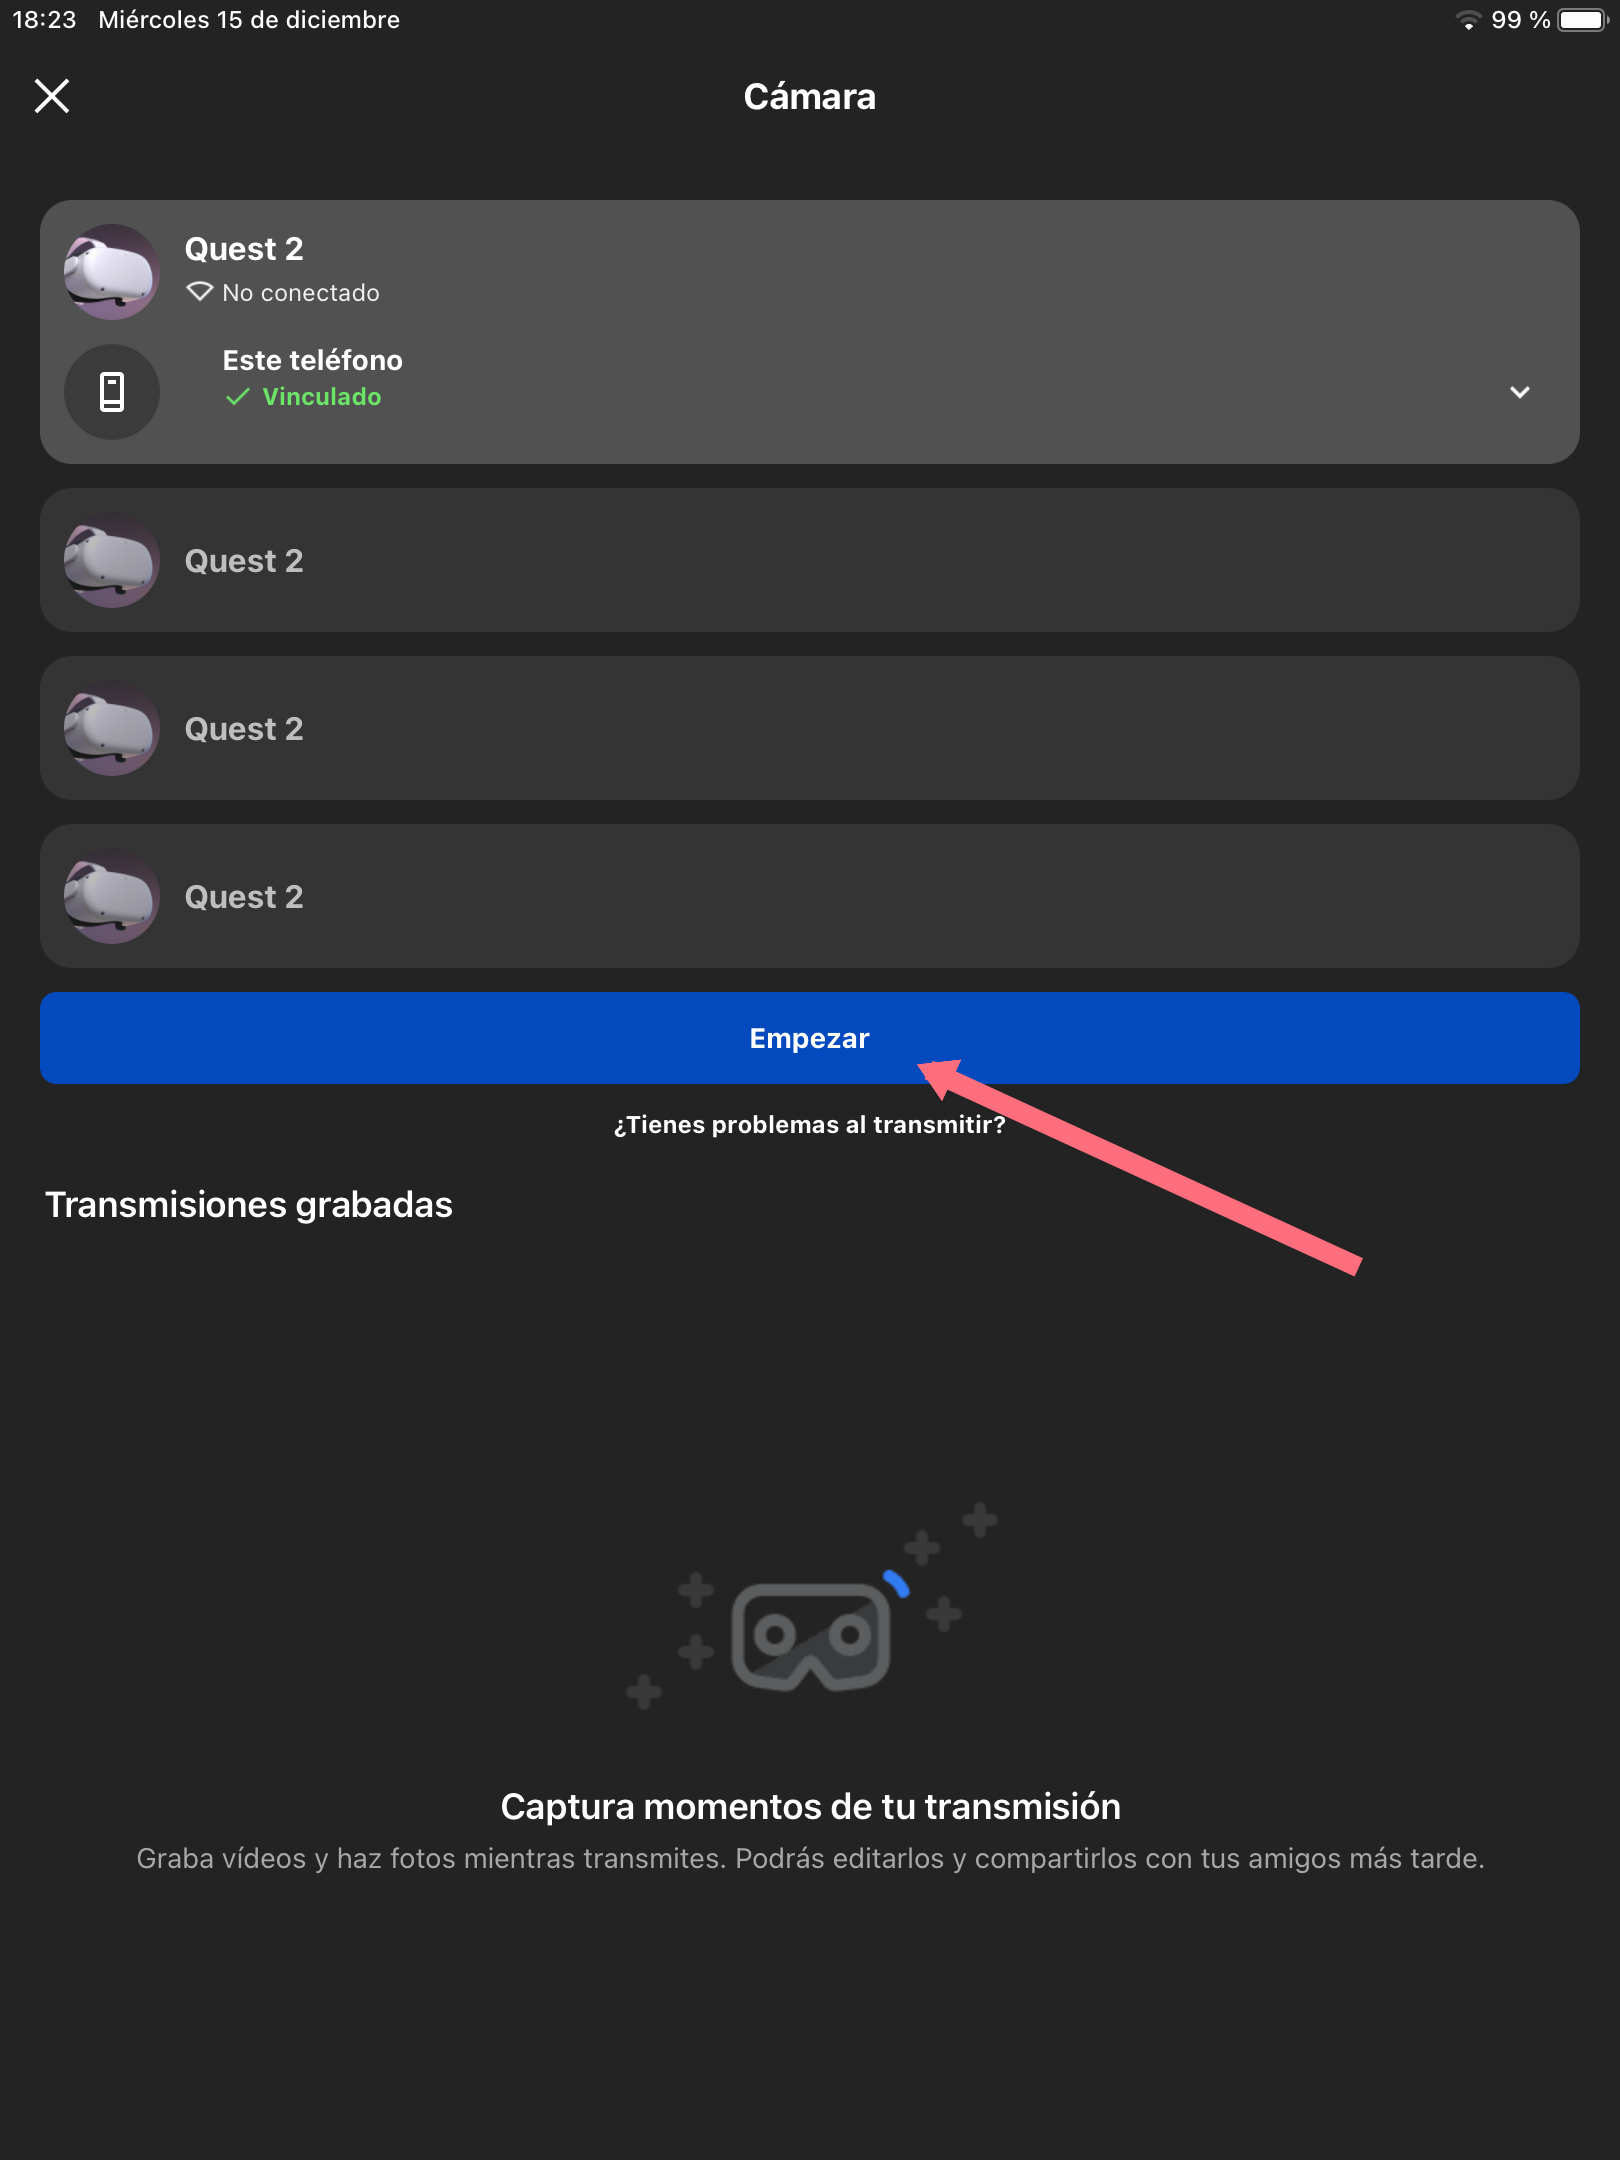 18:23 Miércoles 15 de diciembre 99 %
Cámara
Quest 2
No conectado
Este teléfono
Vinculado
Quest 2
Quest 2
Quest 2
Empezar
¿Tienes problemas al transmitir?
Transmisiones grabadas
Captura momentos de tu transmisión
Graba vídeos y haz fotos mientras transmites. Podrás editarlos y compartirlos con tus amigos más tarde.